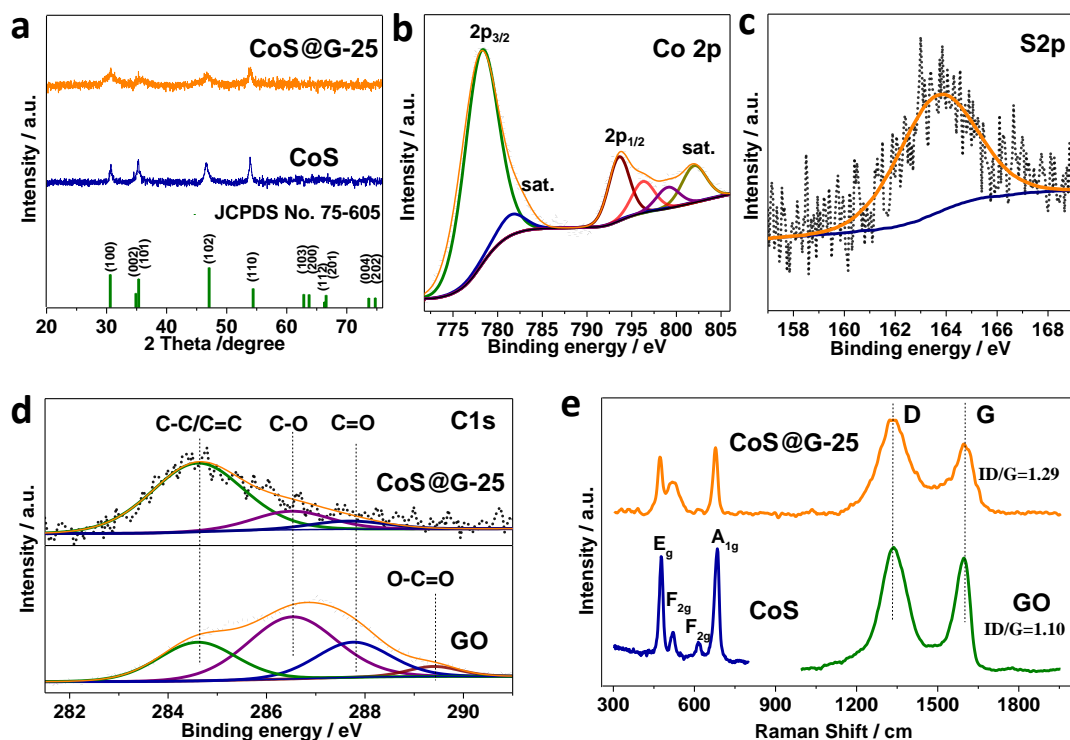 a
CoS@G-25
CoS
JCPDS No. 75-605
(100)
(002)
(101)
(102)
(110)
(103)
(200)
(112)
(201)
(004)
(202)
20 30 40 50 60 70
2 Theta /degree
Intensity / a.u.
b
Co 2p
2p3/2
sat.
2p1/2
sat.
775 780 785 790 795 800 805
Binding energy / eV
Intensity / a.u.
c
S2p
158 160 162 164 166 168
Binding energy / eV
Intensity / a.u.
d
C1s
C-C/C=C
C-O
C=O
CoS@G-25
O-C=O
GO
282 284 286 288 290
Binding energy / eV
Intensity / a.u.
e
D
G
CoS@G-25
ID/G=1.29
Eg
F2g
F2g
A1g
CoS
GO
ID/G=1.10
300 600 900 1200 1500 1800
Raman Shift / cm
Intensity / a.u.